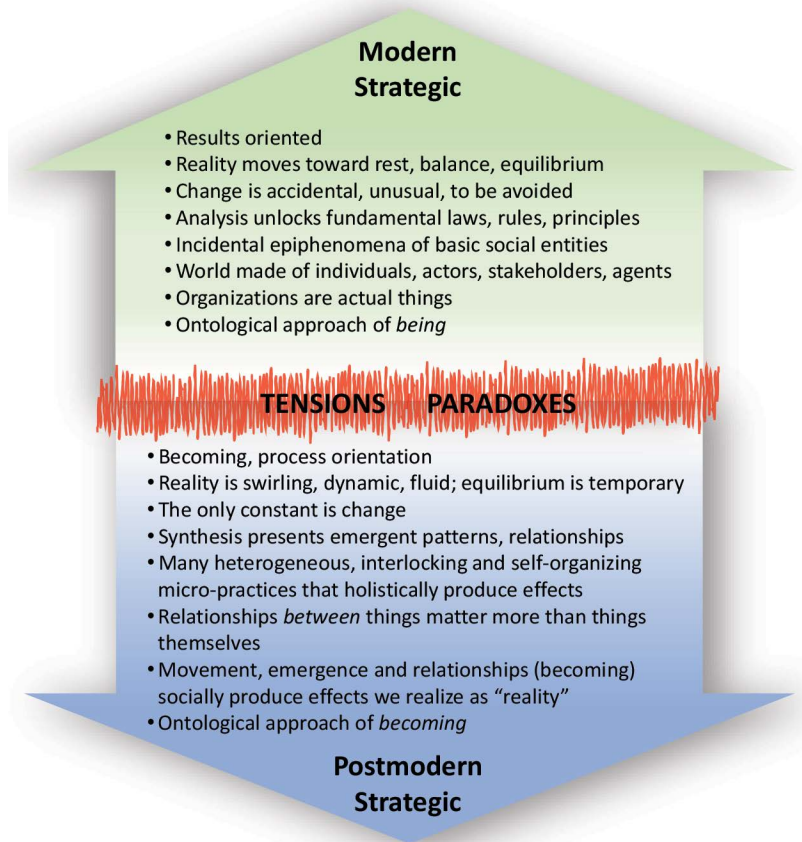 Modern
Strategic
• Results oriented
• Reality moves toward rest, balance, equilibrium
• Change is accidental, unusual, to be avoided
• Analysis unlocks fundamental laws, rules, principles
• Incidental epiphenomena of basic social entities
• World made of individuals, actors, stakeholders, agents
• Organizations are actual things
• Ontological approach of being
TENSIONS PARADOXES
• Becoming, process orientation
• Reality is swirling, dynamic, fluid; equilibrium is temporary
• The only constant is change
• Synthesis presents emergent patterns, relationships
• Many heterogeneous, interlocking and self-organizing
micro-practices that holistically produce effects
• Relationships between things matter more than things
themselves
• Movement, emergence and relationships (becoming)
socially produce effects we realize as “reality”
• Ontological approach of becoming
Postmodern
Strategic